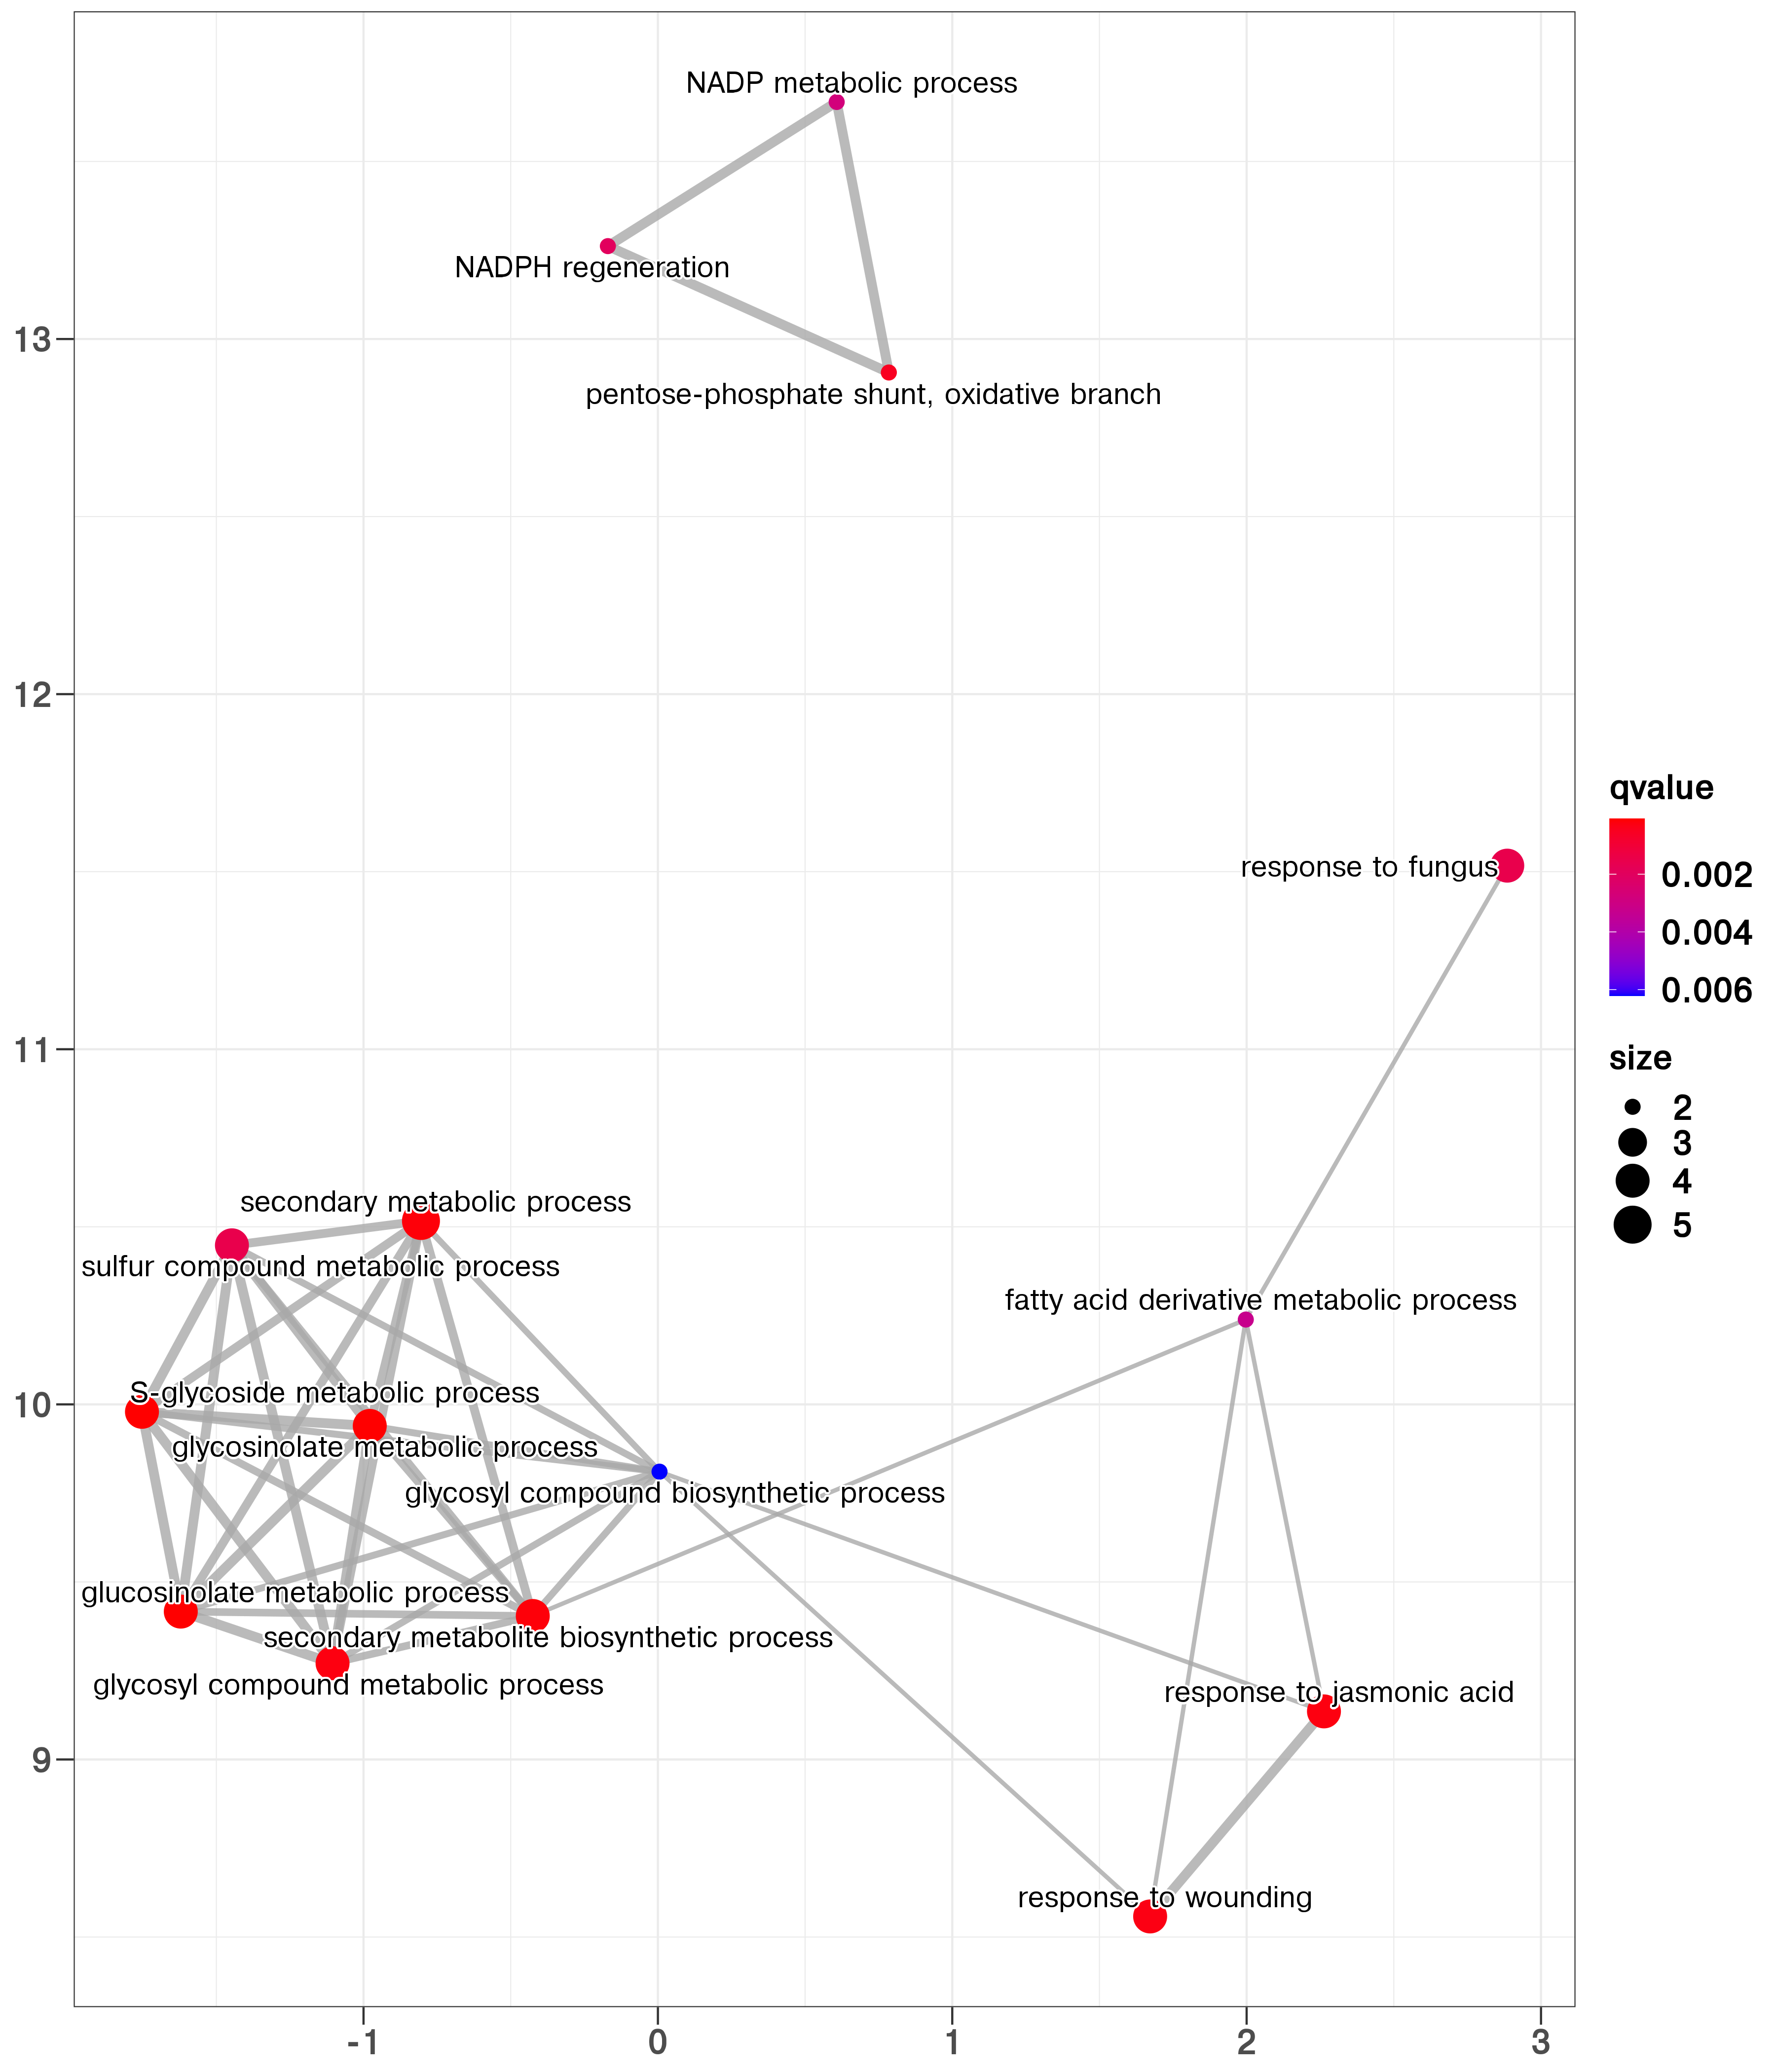 NADP metabolic process
NADPH regeneration
13
pentose-phosphate shunt, oxidative branch
12
qvalue
response to fungus
0.002
0.004
0.006
11
size
2
3
4
5
secondary metabolic process
sulfur compound metabolic process
fatty acid derivative metabolic process
S-glycoside metabolic process
10
glycosinolate metabolic process
glycosyl compound biosynthetic process
glucosinolate metabolic process
secondary metabolite biosynthetic process
glycosyl compound metabolic process
response to jasmonic acid
9
response to wounding
-1 0 1 2 3